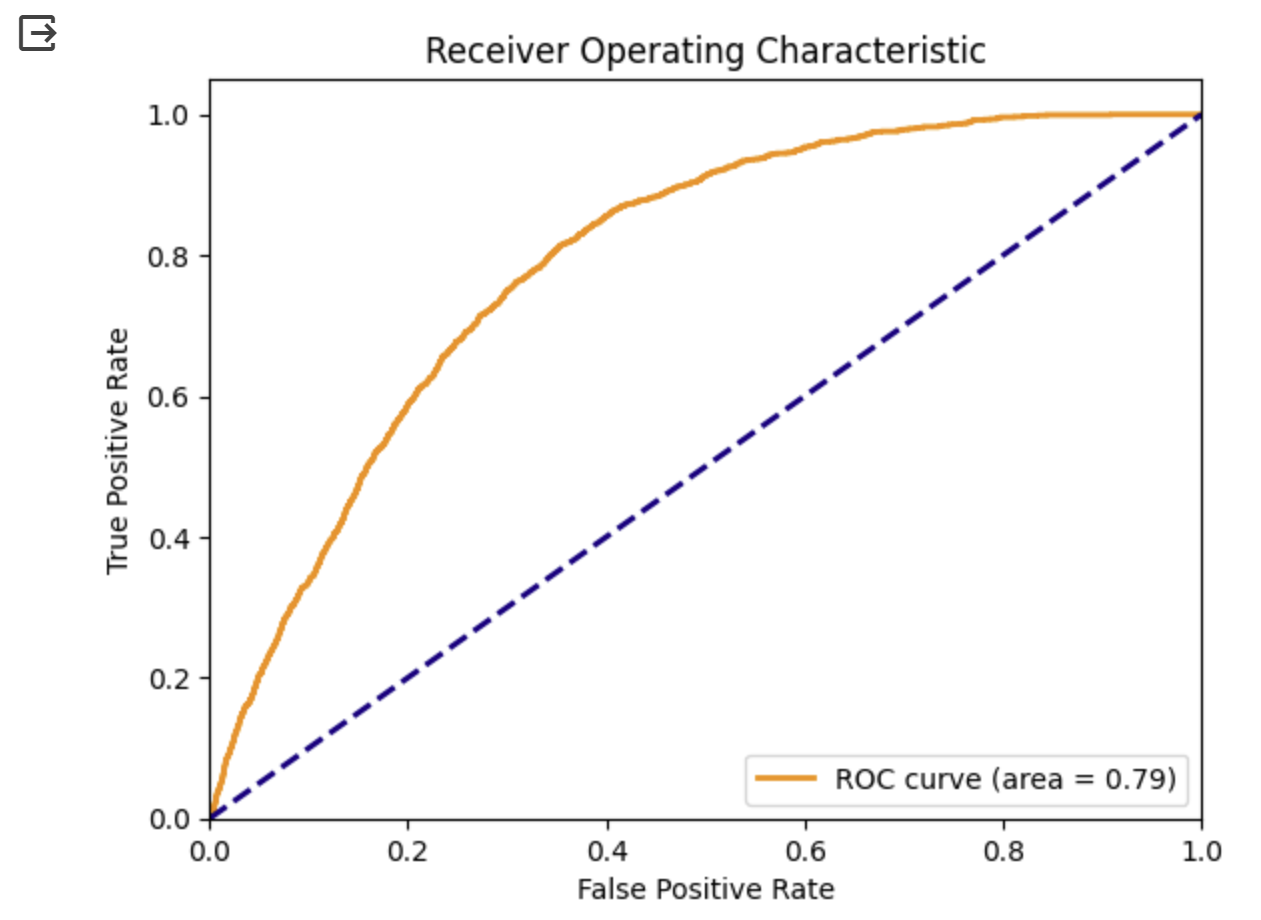 Receiver Operating Characteristic
1.0
0.8
0.6
0.4
0.2
0.0
True Positive Rate
ROC curve (area = 0.79)
0.0 0.2 0.4 0.6 0.8 1.0
False Positive Rate